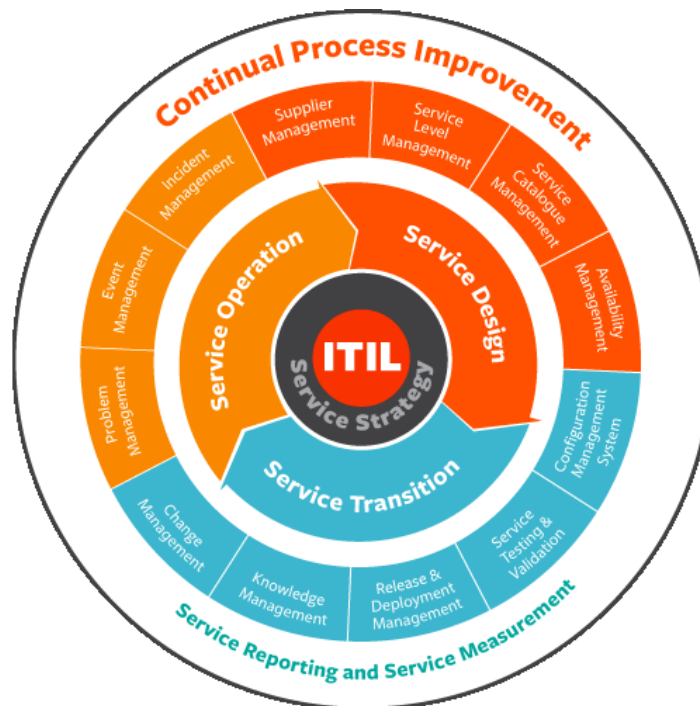 Continual Process Improvement
Supplier
Management
Service
Level
Management
Service
Catalogue
Management
Availability
Management
Configuration
Management
System
Service
Testing &
Validation
Release &
Deployment
Management
Knowledge
Management
Change
Management
Problem
Management
Event
Management
Incident
Management
Service Operation
Service Design
Service Transition
ITIL
Service Strategy
Service Reporting and Service Measurement